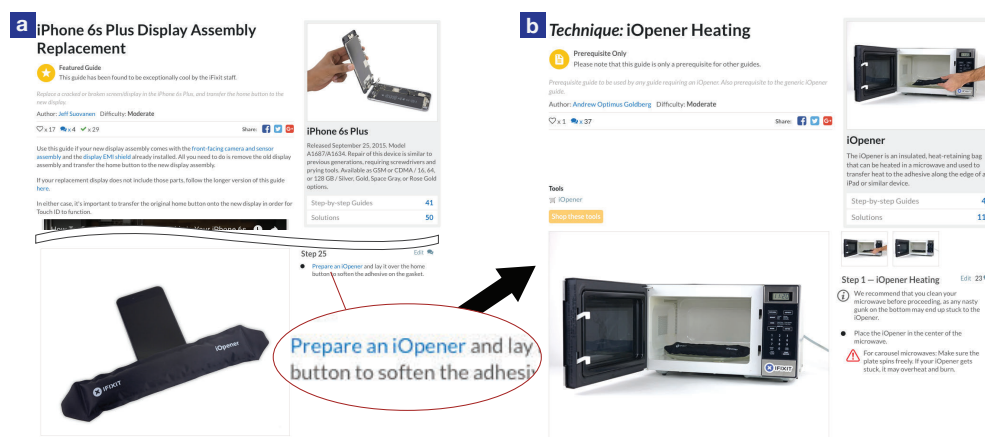 a
iPhone 6s Plus Display Assembly
Replacement
Featured Guide
This guide has been found to be exceptionally cool by the iFixit staff.
Replace a cracked or broken screen/display in the iPhone 6s Plus, and transfer the home button to the
new display.
Author: Jeff Suovanen Difficulty: Moderate
x 17 x 4 x 29
Share:
Use this guide if your new display assembly comes with the front-facing camera and sensor
assembly and the display EMI shield already installed. All you need to do is remove the old display
assembly and transfer the home button to the new display assembly.
If your replacement display does not include those parts, follow the longer version of this guide
here.
In either case, it's important to transfer the original home button onto the new display in order for
Touch ID to function.
iPhone 6s Plus
Released September 25, 2015. Model
A1687/A1634. Repair of this device is similar to
previous generations, requiring screwdrivers and
prying tools. Available as GSM or CDMA / 16, 64,
or 128 GB / Silver, Gold, Space Gray, or Rose Gold
options.
Step-by-step Guides 41
Solutions 50
Step 25 Edit
Prepare an iOpener and lay it over the home
button to soften the adhesive on the gasket.
iOpener
IFIXIT
Prepare an iOpener and lay
button to soften the adhesiv
b
Technique: iOpener Heating
Prerequisite Only
Please note that this guide is only a prerequisite for other guides.
Prerequisite guide to be used by any guide requiring an iOpener. Also prerequisite to the generic iOpener
guide.
Author: Andrew Optimus Goldberg Difficulty: Moderate
x 1 x 37
Share:
Tools
iOpener
Shop these tools
IFIXIT
iOpener
The iOpener is an insulated, heat-retaining bag
that can be heated in a microwave and used to
transfer heat to the adhesive along the edge of a
iPad or similar device.
Step-by-step Guides 4
Solutions 11
Step 1 — iOpener Heating Edit 23
We recommend that you clean your
microwave before proceeding, as any nasty
gunk on the bottom may end up stuck to the
iOpener.
Place the iOpener in the center of the
microwave.
For carousel microwaves: Make sure the
plate spins freely. If your iOpener gets
stuck, it may overheat and burn.